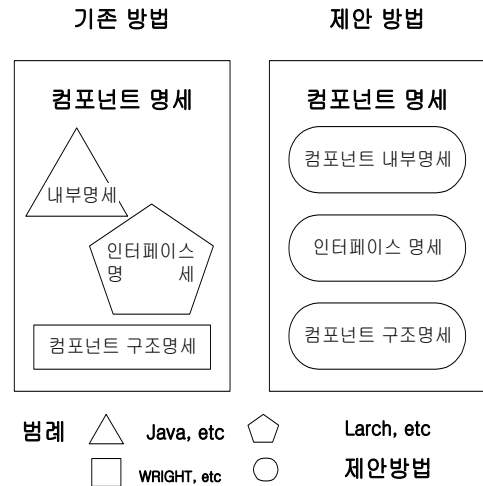 기존 방법
제안 방법
컴포넌트 명세
내부명세
인터페이스
명 세
컴포넌트 구조명세
컴포넌트 명세
컴포넌트 내부명세
인터페이스 명세
컴포넌트 구조명세
범례 Java, etc Larch, etc
WRIGHT, etc 제안방법